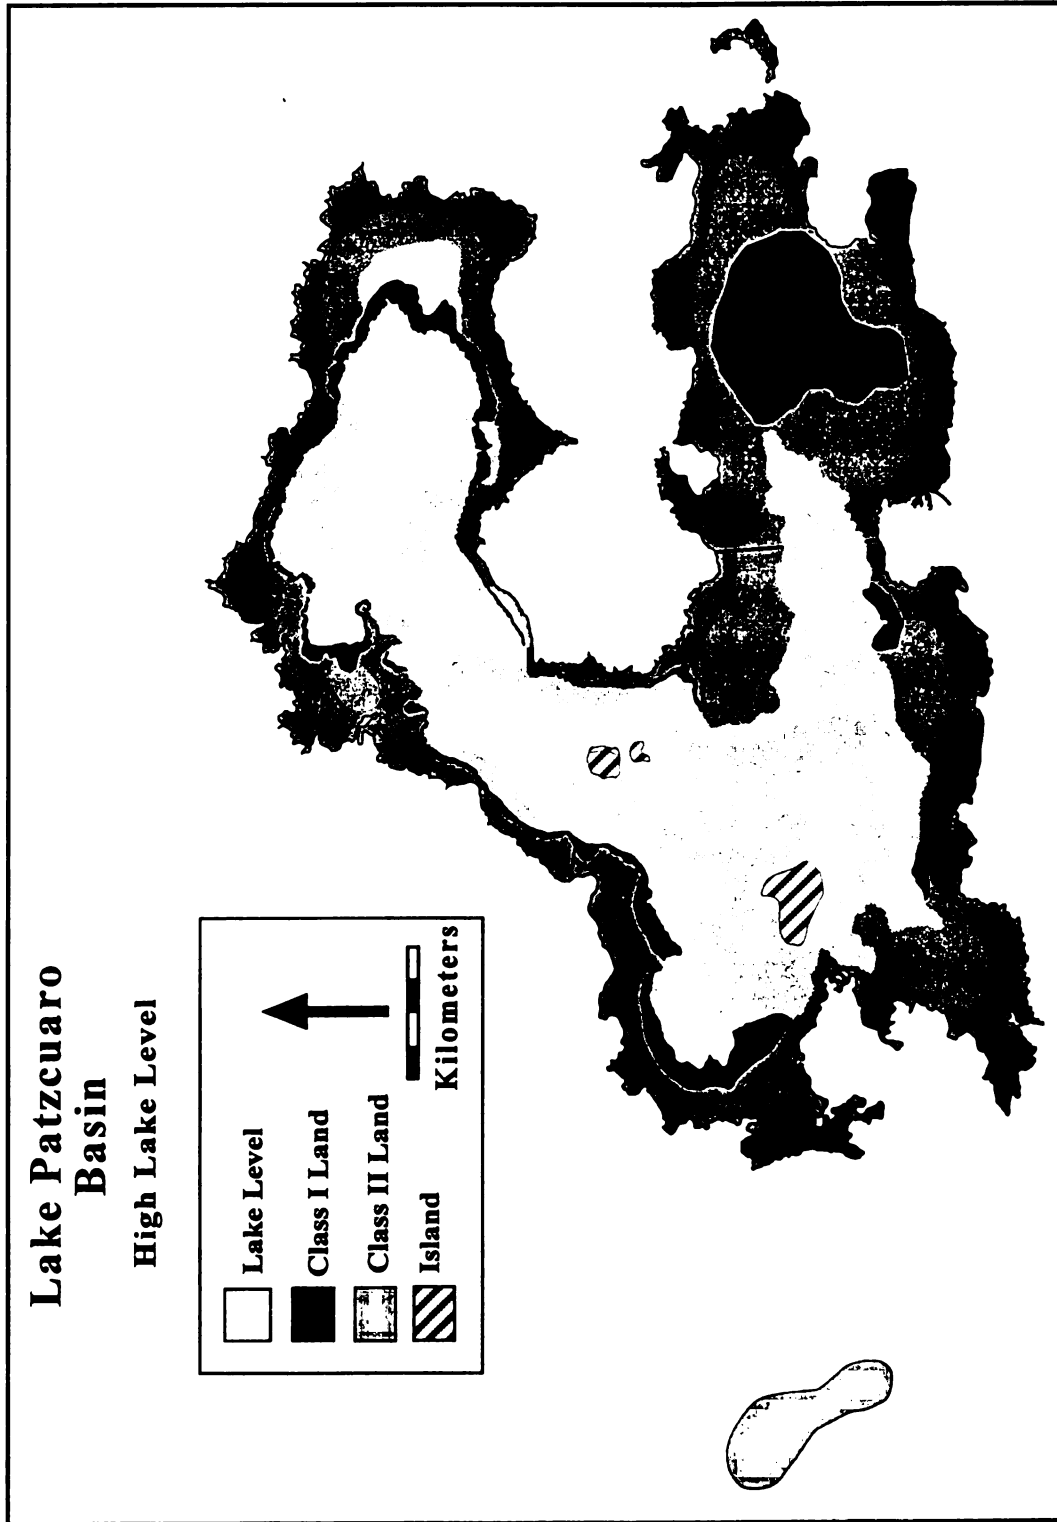 Lake Patzcuaro
Basin
High Lake Level
Lake Level
Class I Land
Class II Land
Island
Kilometers